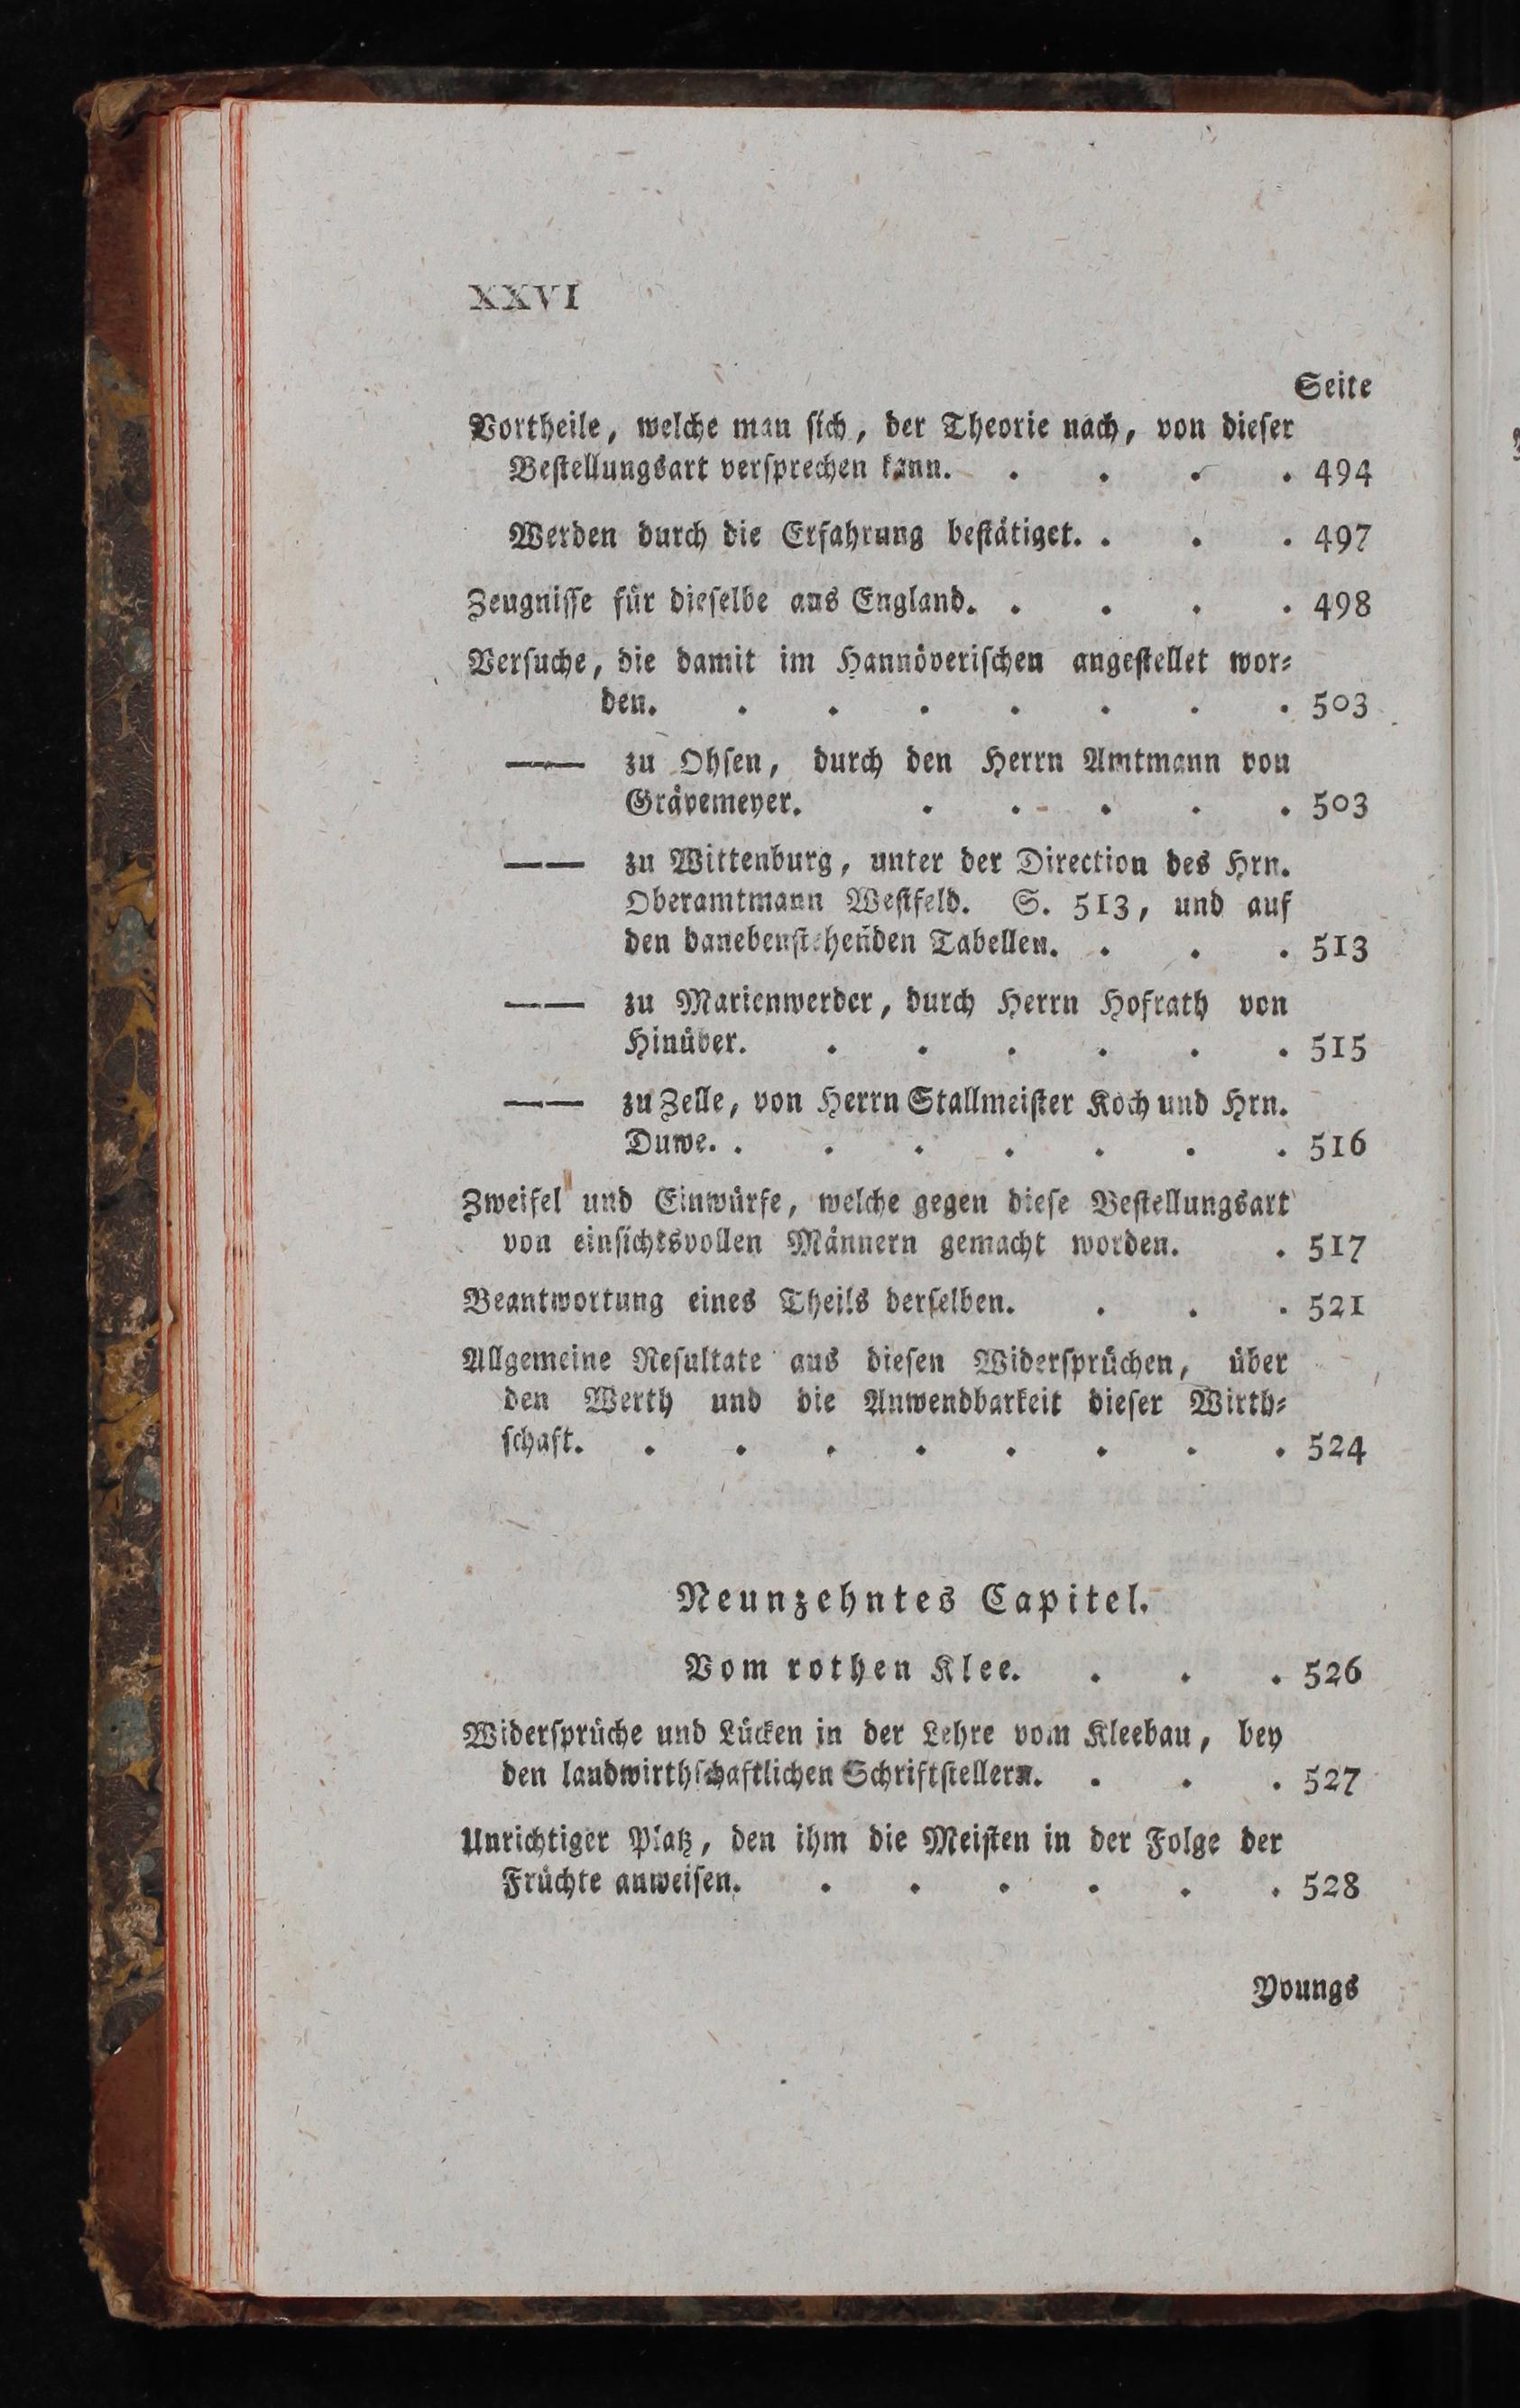 XXVI
Seite
Vortheile, welche man sich, der Theorie nach, von dieser
Bestellungsart versprechen kann. . . . . 494
Werden durch die Erfahrung bestätiget. . . . 497
Zeugnisse für dieselbe aus England. . . . . 498
Versuche, die damit im Hannöverischen angestellet wor-
den. . . . . . . . 503
—— zu Ohsen, durch den Herrn Amtmann von
Grävemeyer. . . . . . 503
—— zu Wittenburg, unter der Direction des Hrn.
Oberamtmann Westfeld. S. 513, und auf
den danebenstehenden Tabellen. . . . 513
—— zu Marienwerder, durch Herrn Hofrath von
Hinüber. . . . . . . 515
—— zu Zelle, von Herrn Stallmeister Koch und Hrn.
Duwe. . . . . . . . 516
Zweifel und Einwürfe, welche gegen diese Bestellungsart
von einsichtsvollen Männern gemacht worden. . 517
Beantwortung eines Theils derselben. . . . 521
Allgemeine Resultate aus diesen Widersprüchen, über
den Werth und die Anwendbarkeit dieser Wirth-
schaft. . . . . . . . . 524
Neunzehntes Capitel.
Vom rothen Klee. . . . 526
Widersprüche und Lücken in der Lehre vom Kleebau, bey
den landwirthschaftlichen Schriftstellern. . . . 527
Unrichtiger Platz, den ihm die Meisten in der Folge der
Früchte anweisen. . . . . . . 528
Youngs